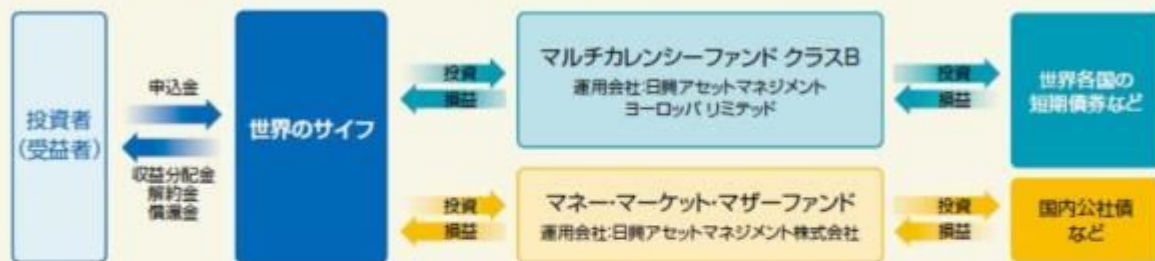 投資者
(受益者)
申込金
収益分配金
解約金
償還金
世界のサイフ
投資
損益
マルチカレンシーファンド クラスB
運用会社:日興アセットマネジメント
ヨーロッパ リミテッド
投資
損益
世界各国の
短期債券など
投資
損益
マネー・マーケット・マザーファンド
運用会社:日興アセットマネジメント株式会社
投資
損益
国内公社債
など